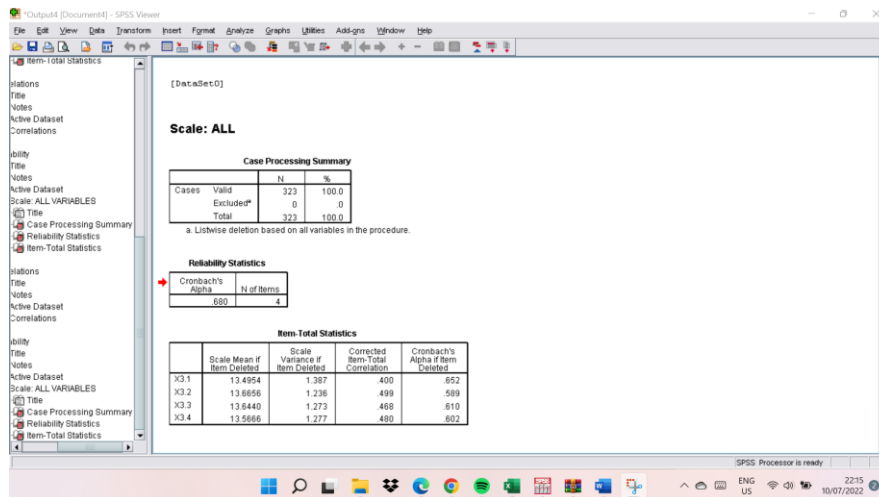 *Output4 [Document4] - SPSS Viewer
File Edit View Data Transform Insert Format Analyze Graphs Utilities Add-ons Window Help
Item-Total Statistics
elations
Title
Notes
Active Dataset
Correlations
ability
Title
Notes
Active Dataset
Scale: ALL VARIABLES
Title
Case Processing Summary
Reliability Statistics
Item-Total Statistics
elations
Title
Notes
Active Dataset
Correlations
ability
Title
Notes
Active Dataset
Scale: ALL VARIABLES
Title
Case Processing Summary
Reliability Statistics
Item-Total Statistics
[DataSet0]
Scale: ALL
Case Processing Summary
N %
Cases Valid 323 100.0
Excludedᵃ 0 .0
Total 323 100.0
a. Listwise deletion based on all variables in the procedure.
Reliability Statistics
Cronbach's
Alpha N of Items
.680 4
Item-Total Statistics
Scale Mean if Item Deleted Scale Variance if Item Deleted Corrected Item-Total Correlation Cronbach's Alpha if Item Deleted
X3.1 13.4954 1.387 .400 .652
X3.2 13.6656 1.236 .499 .589
X3.3 13.6440 1.273 .468 .610
X3.4 13.5666 1.277 .480 .602
SPSS Processor is ready
ENG
US
22:15
10/07/2022